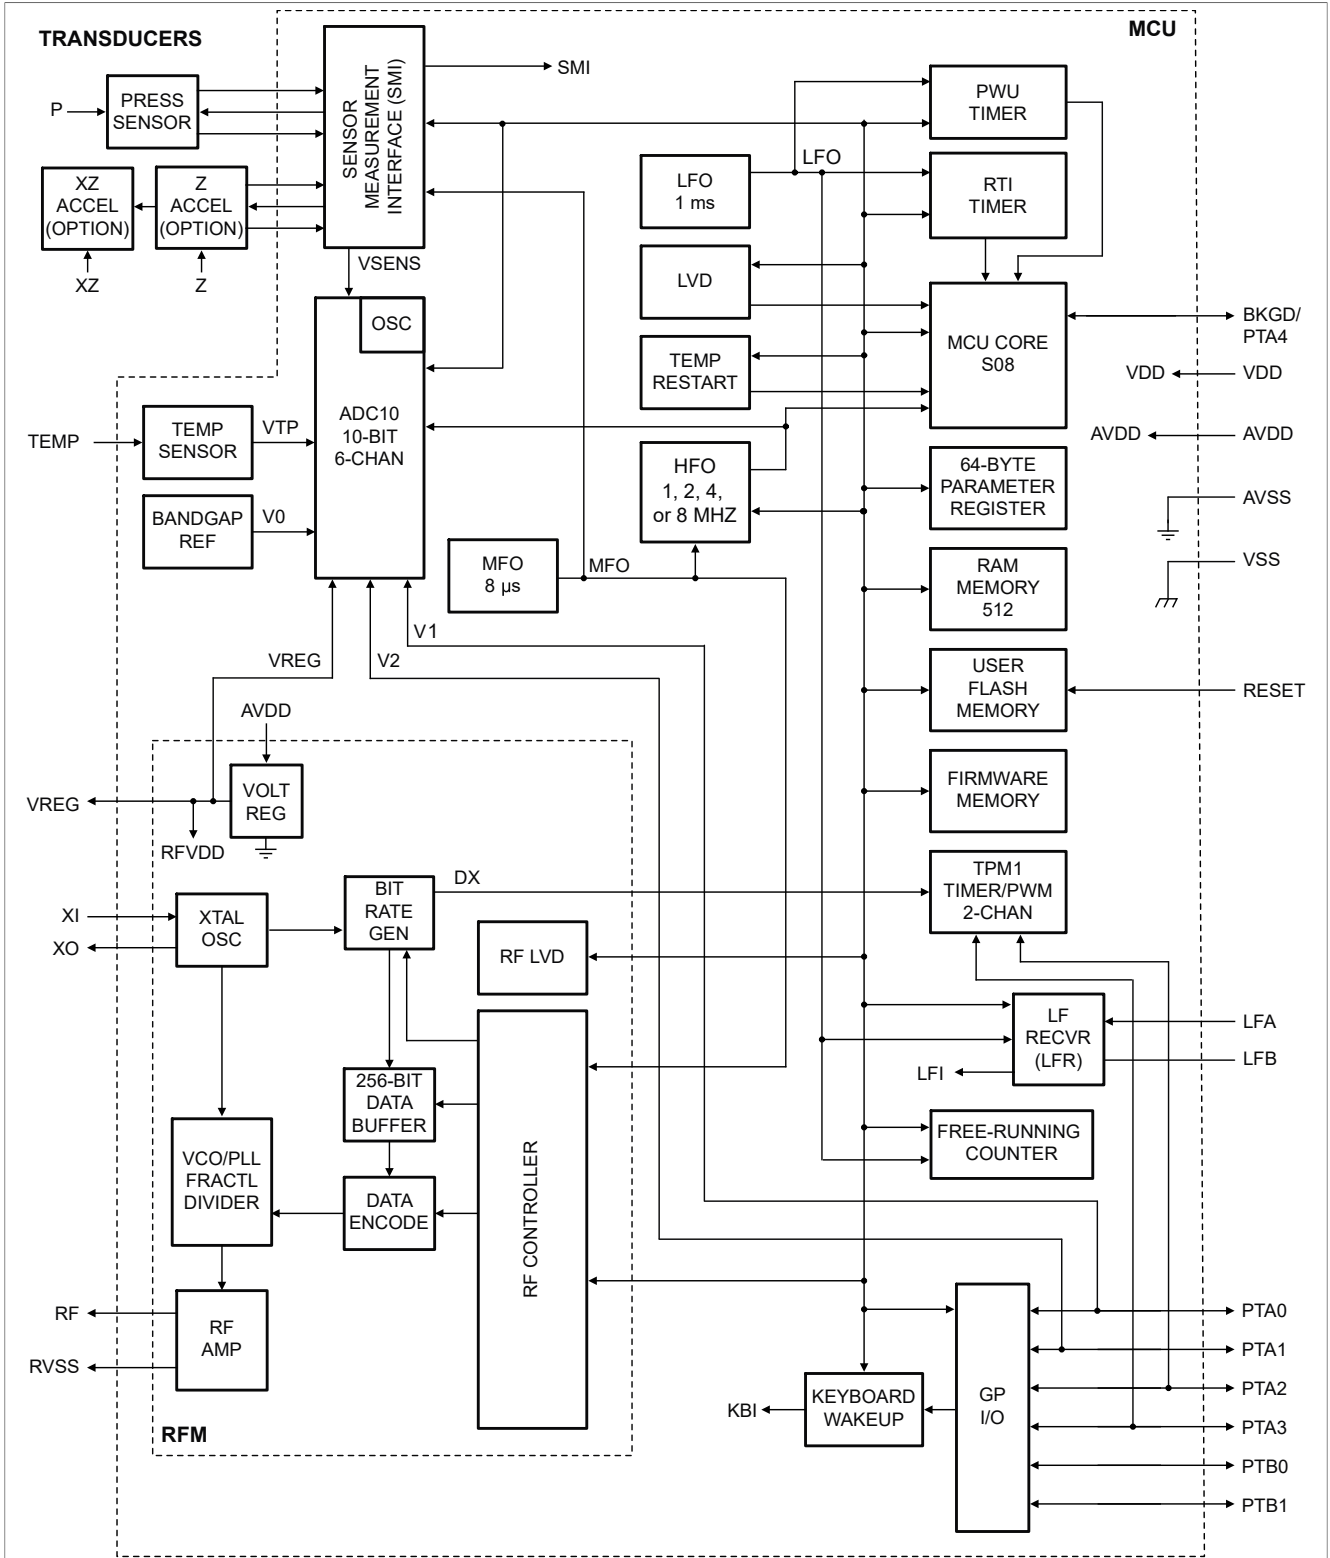 TRANSDUCERS
MCU
SENSOR
MEASUREMENT
INTERFACE (SMI)
SMI
P
PRESS
SENSOR
XZ
ACCEL
(OPTION)
Z
ACCEL
(OPTION)
XZ
Z
VSENS
PWU
TIMER
LFO
LFO
1 ms
RTI
TIMER
LVD
OSC
ADC10
10-BIT
6-CHAN
TEMP
RESTART
MCU CORE
S08
BKGD/
PTA4
VDD
VDD
AVDD
AVDD
TEMP
TEMP
SENSOR
VTP
BANDGAP
REF
V0
HFO
1, 2, 4,
or 8 MHZ
64-BYTE
PARAMETER
REGISTER
AVSS
VSS
MFO
8 µs
MFO
RAM
MEMORY
512
V1
V2
VREG
USER
FLASH
MEMORY
RESET
AVDD
VOLT
REG
VREG
RFVDD
FIRMWARE
MEMORY
XI
XO
XTAL
OSC
BIT
RATE
GEN
DX
TPM1
TIMER/PWM
2-CHAN
RF LVD
LF
RECVR
(LFR)
LFA
LFB
LFI
256-BIT
DATA
BUFFER
FREE-RUNNING
COUNTER
VCO/PLL
FRACTL
DIVIDER
DATA
ENCODE
RF CONTROLLER
RF
RVSS
RF
AMP
RFM
KBI
KEYBOARD
WAKEUP
GP
I/O
PTA0
PTA1
PTA2
PTA3
PTB0
PTB1